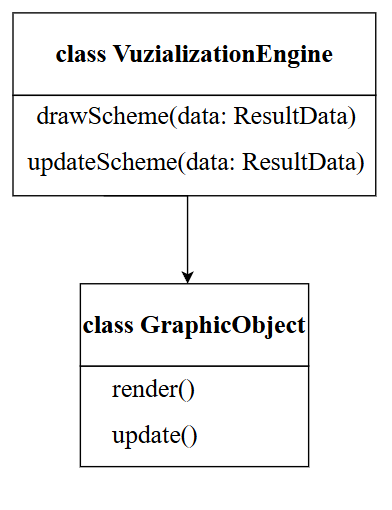 class VuzializationEngine
drawScheme(data: ResultData)
updateScheme(data: ResultData)
class GraphicObject
render()
update()